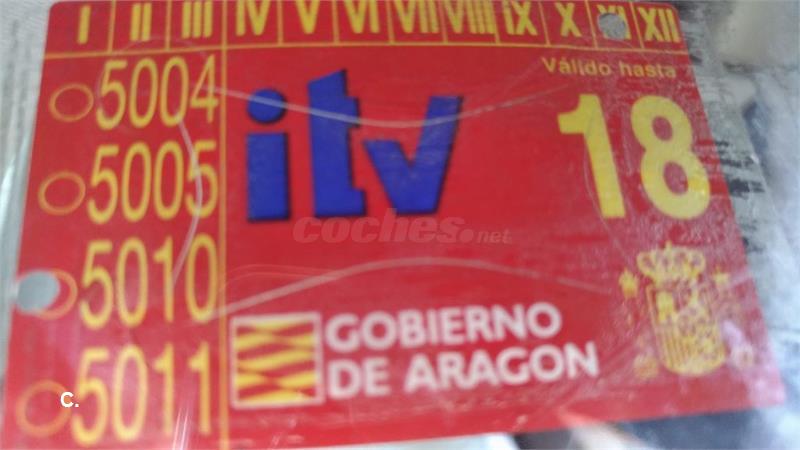 I II III IV V VI VII VIII IX X XI XII
Válido hasta
5004
itv
18
5005
coches.net
5010
GOBIERNO
DE ARAGON
5011
C.